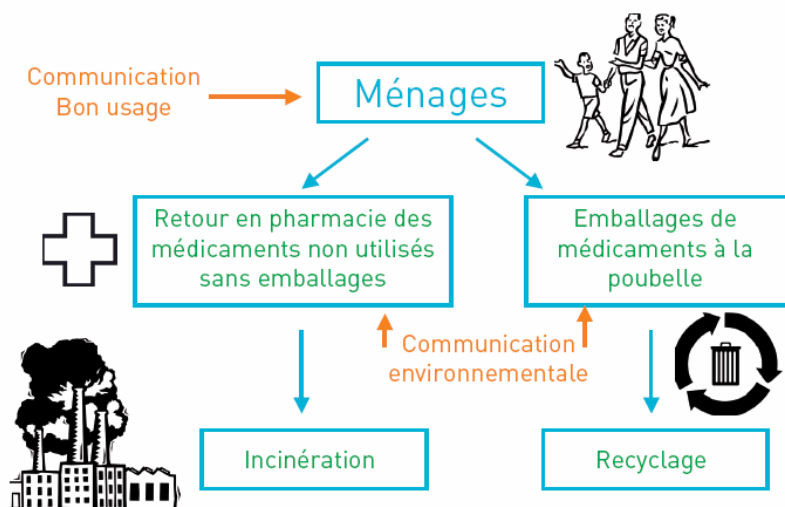 Communication
Bon usage
Ménages
Retour en pharmacie des
médicaments non utilisés
sans emballages
Emballages de
médicaments à la
poubelle
Communication
environnementale
Incinération
Recyclage